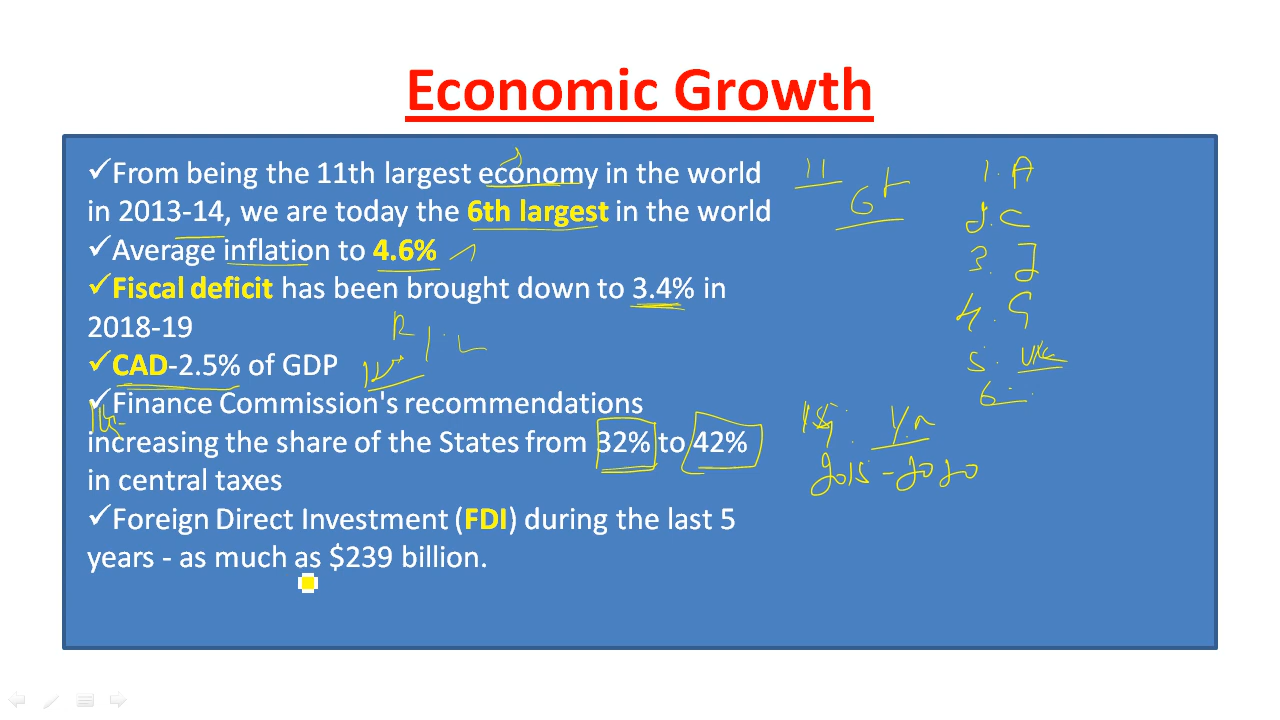 Economic Growth
✓From being the 11th largest economy in the world
in 2013-14, we are today the 6th largest in the world
✓Average inflation to 4.6%
✓Fiscal deficit has been brought down to 3.4% in
2018-19
✓CAD-2.5% of GDP
✓Finance Commission's recommendations
increasing the share of the States from 32% to 42%
in central taxes
✓Foreign Direct Investment (FDI) during the last 5
years - as much as $239 billion.
11
1. A
2. C
3. J
4. G
5. UK
6.
2015-2020